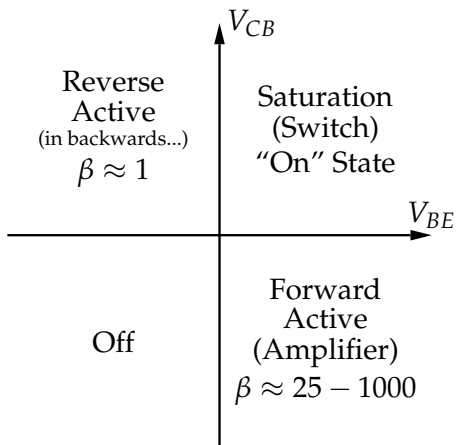 V_CB
Reverse
Active
(in backwards...)
β ≈ 1
Saturation
(Switch)
“On” State
V_BE
Off
Forward
Active
(Amplifier)
β ≈ 25 − 1000